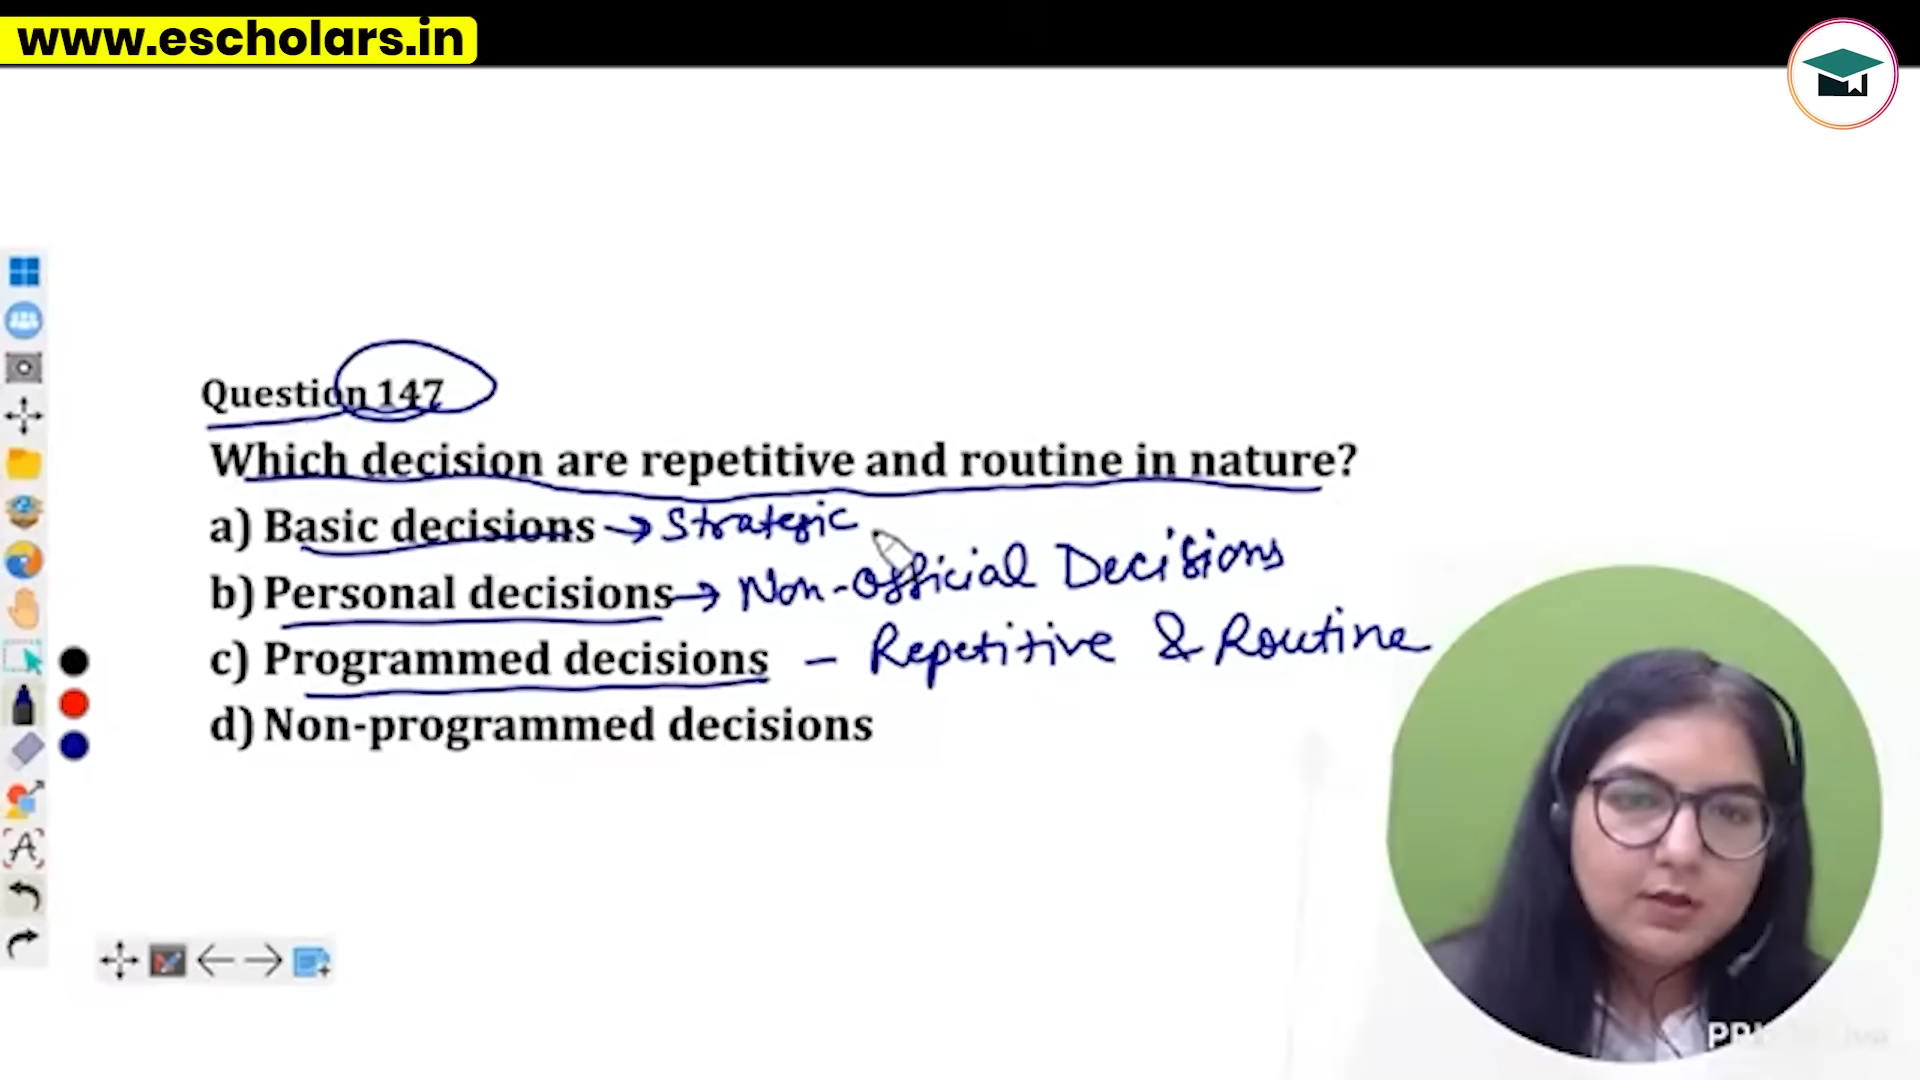 www.escholars.in
Question 147
Which decision are repetitive and routine in nature?
a) Basic decisions → Strategic
b) Personal decisions → Non-Official Decisions
c) Programmed decisions – Repetitive & Routine
d) Non-programmed decisions